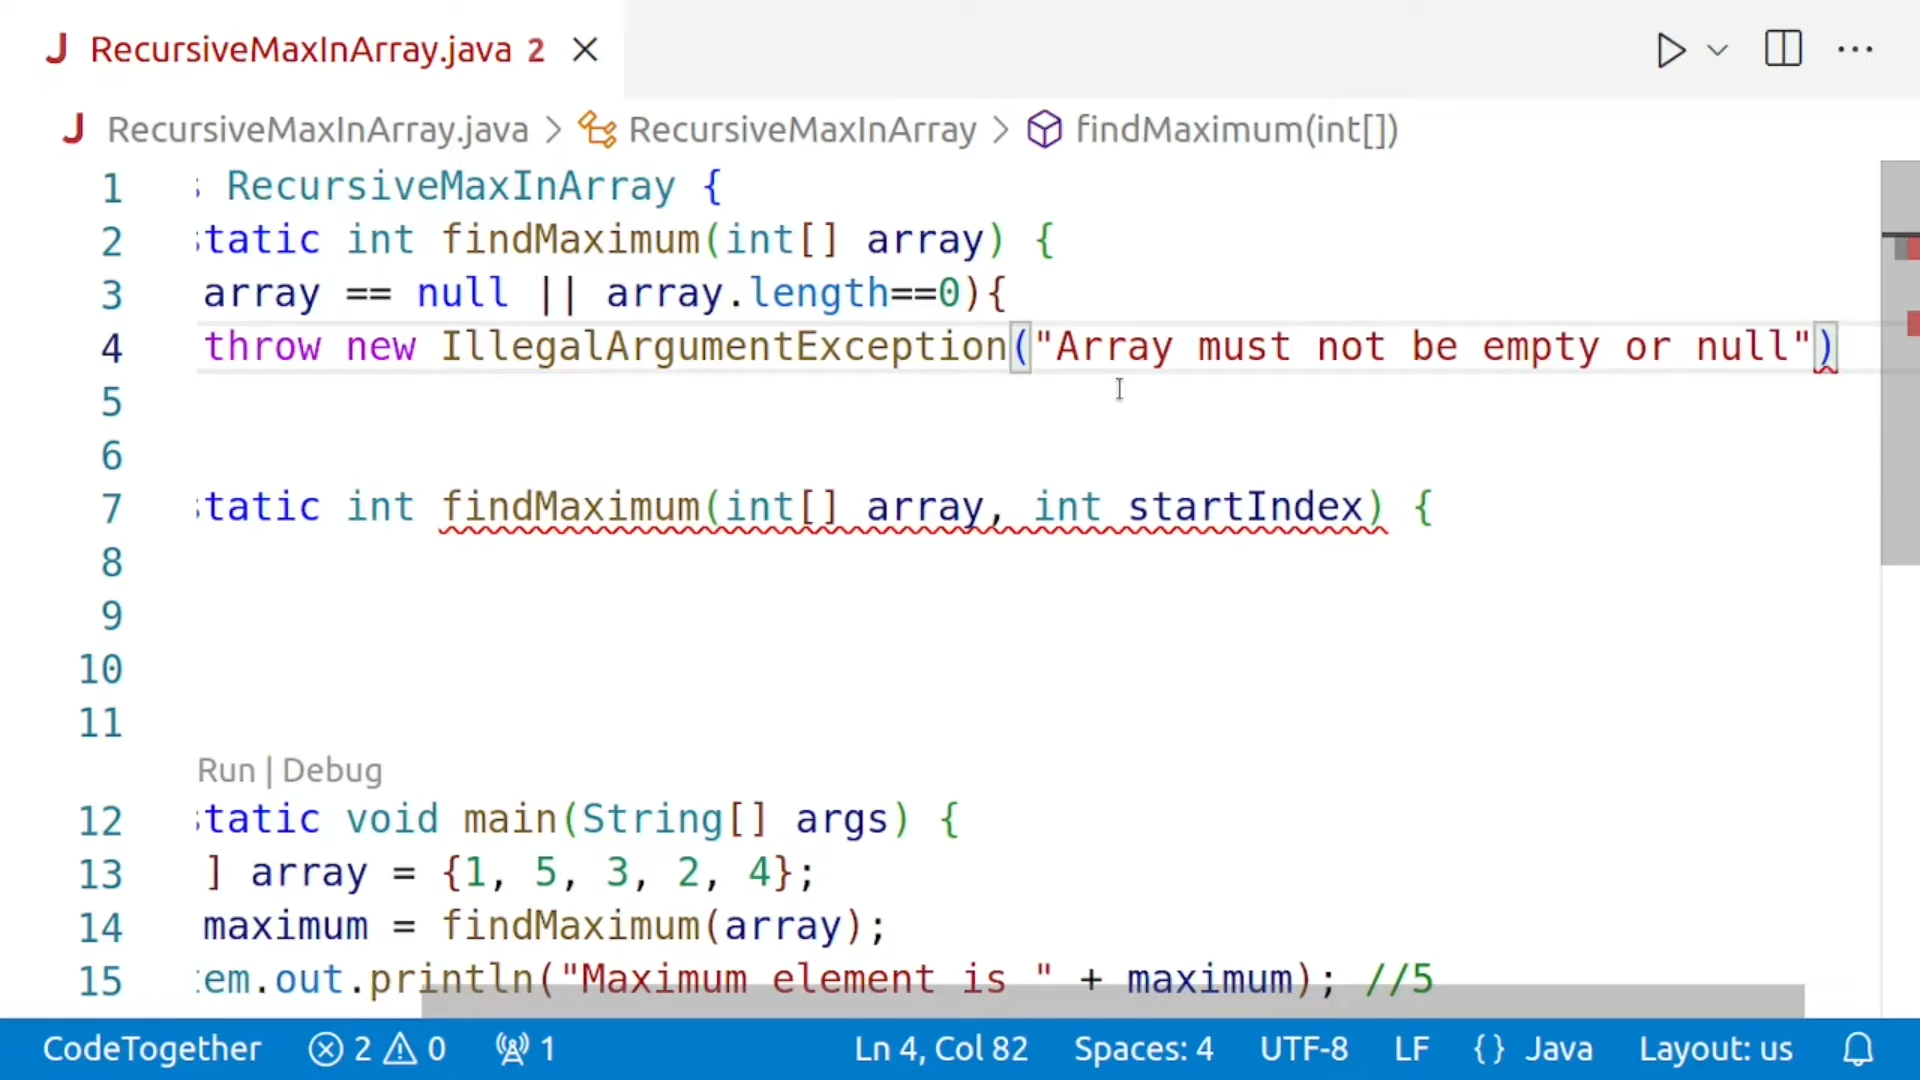 J RecursiveMaxInArray.java 2
J RecursiveMaxInArray.java > RecursiveMaxInArray > findMaximum(int[])
1 RecursiveMaxInArray {
2 static int findMaximum(int[] array) {
3 array == null || array.length==0){
4 throw new IllegalArgumentException("Array must not be empty or null")
5
6
7 static int findMaximum(int[] array, int startIndex) {
8
9
10
11
Run | Debug
12 static void main(String[] args) {
13 ] array = {1, 5, 3, 2, 4};
14 maximum = findMaximum(array);
15 em.out.println("Maximum element is " + maximum); //5
CodeTogether 2 0 1 Ln 4, Col 82 Spaces: 4 UTF-8 LF {} Java Layout: us